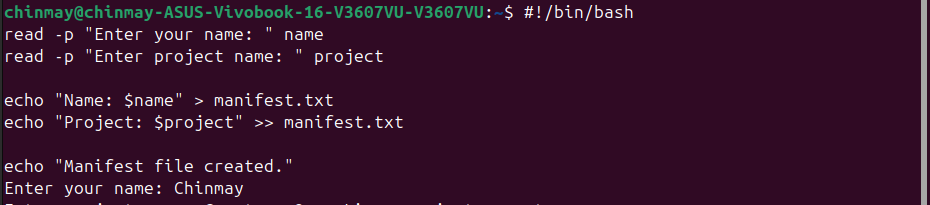 chinmay@chinmay-ASUS-Vivobook-16-V3607VU-V3607VU:~$ #!/bin/bash
read -p "Enter your name: " name
read -p "Enter project name: " project
echo "Name: $name" > manifest.txt
echo "Project: $project" >> manifest.txt
echo "Manifest file created."
Enter your name: Chinmay